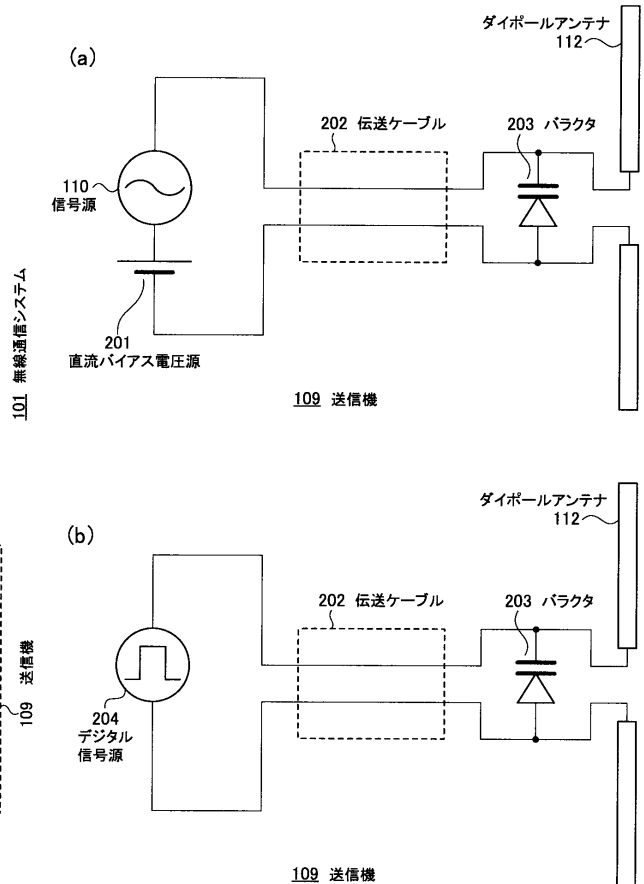 (a)
ダイポールアンテナ
112
202 伝送ケーブル
203 バラクタ
110
信号源
201
直流バイアス電圧源
109 送信機
101 無線通信システム
(b)
ダイポールアンテナ
112
202 伝送ケーブル
203 バラクタ
204
デジタル
信号源
109 送信機
109 送信機